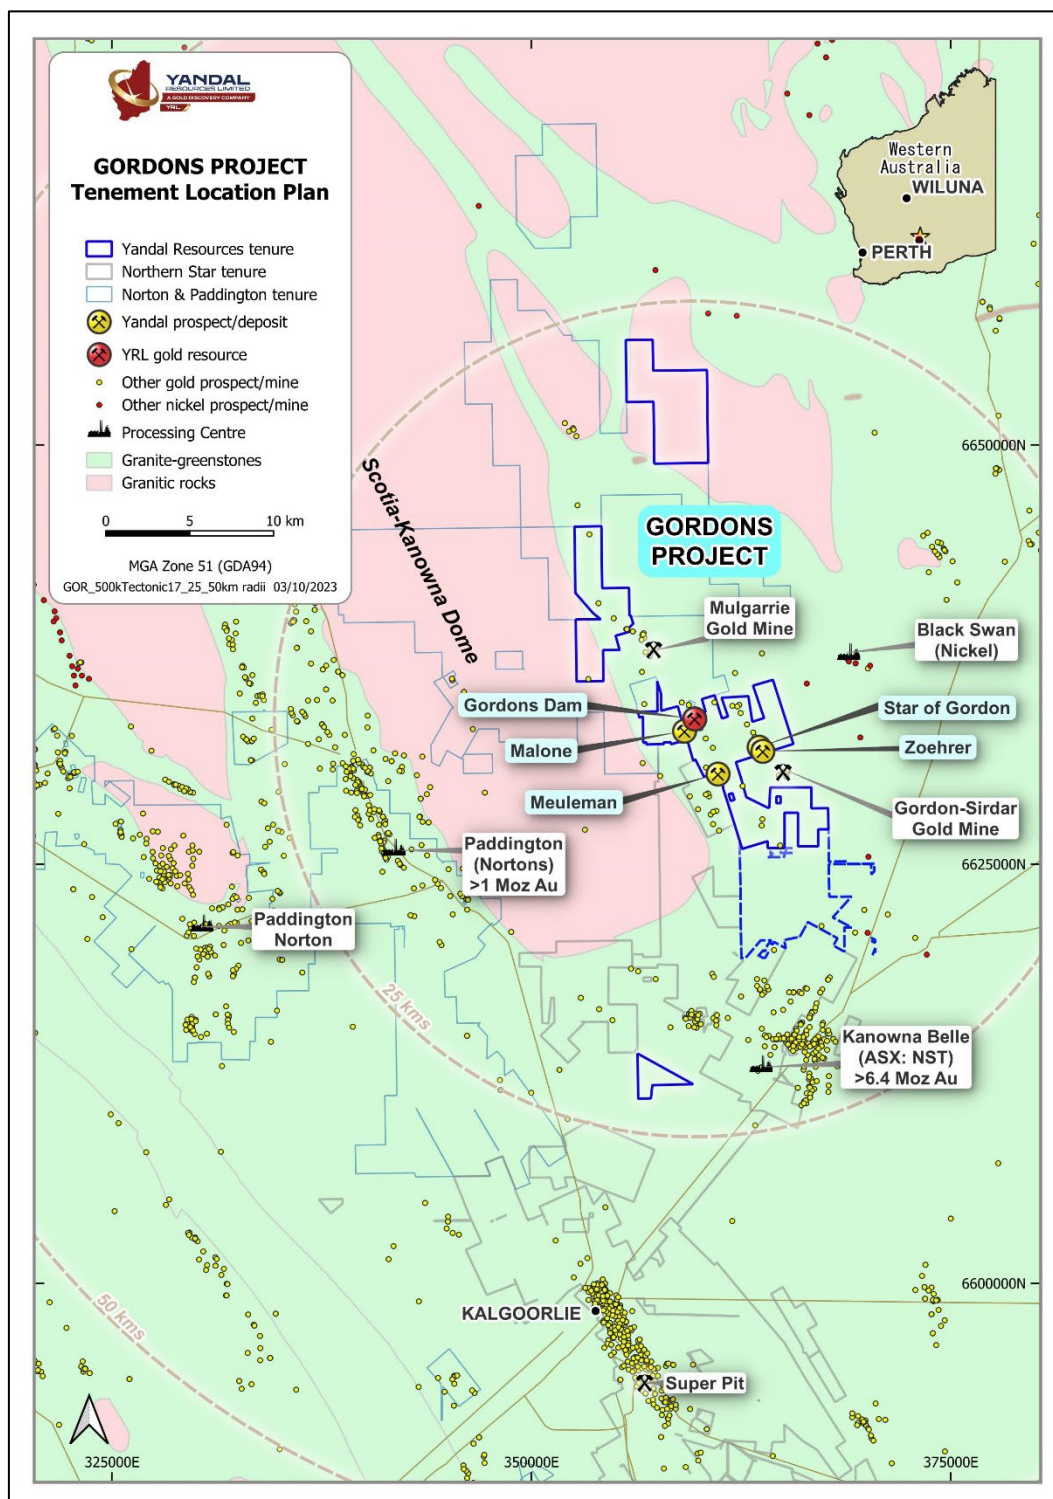 YANDAL
RESOURCES LIMITED
A GOLD DISCOVERY COMPANY
YRL
GORDONS PROJECT
Tenement Location Plan
Yandal Resources tenure
Northern Star tenure
Norton & Paddington tenure
Yandal prospect/deposit
YRL gold resource
Other gold prospect/mine
Other nickel prospect/mine
Processing Centre
Granite-greenstones
Granitic rocks
0 5 10 km
MGA Zone 51 (GDA94)
GOR_500kTectonic17_25_50km radii 03/10/2023
Western
Australia
WILUNA
PERTH
6650000N
Scotia-Kanowna Dome
GORDONS
PROJECT
Mulgarrie
Gold Mine
Black Swan
(Nickel)
Gordons Dam
Star of Gordon
Malone
Zoehrer
Meuleman
Gordon-Sirdar
Gold Mine
Paddington
(Nortons)
>1 Moz Au
6625000N
Paddington
Norton
25 kms
Kanowna Belle
(ASX: NST)
>6.4 Moz Au
6600000N
50 kms
KALGOORLIE
Super Pit
325000E
350000E
375000E